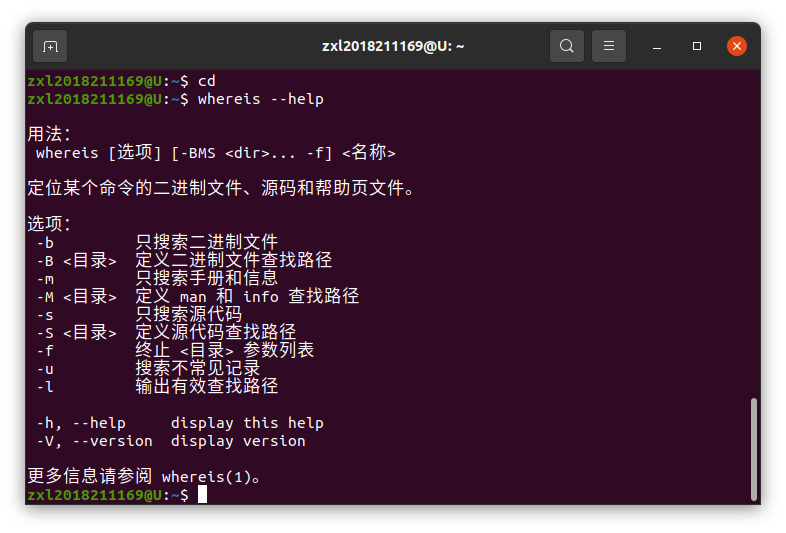 zxl2018211169@U: ~
zxl2018211169@U:~$ cd
zxl2018211169@U:~$ whereis --help
用法：
 whereis [选项] [-BMS <dir>... -f] <名称>
定位某个命令的二进制文件、源码和帮助页文件。
选项：
 -b         只搜索二进制文件
 -B <目录>  定义二进制文件查找路径
 -m         只搜索手册和信息
 -M <目录>  定义 man 和 info 查找路径
 -s         只搜索源代码
 -S <目录>  定义源代码查找路径
 -f         终止 <目录> 参数列表
 -u         搜索不常见记录
 -l         输出有效查找路径
 -h, --help     display this help
 -V, --version  display version
更多信息请参阅 whereis(1)。
zxl2018211169@U:~$